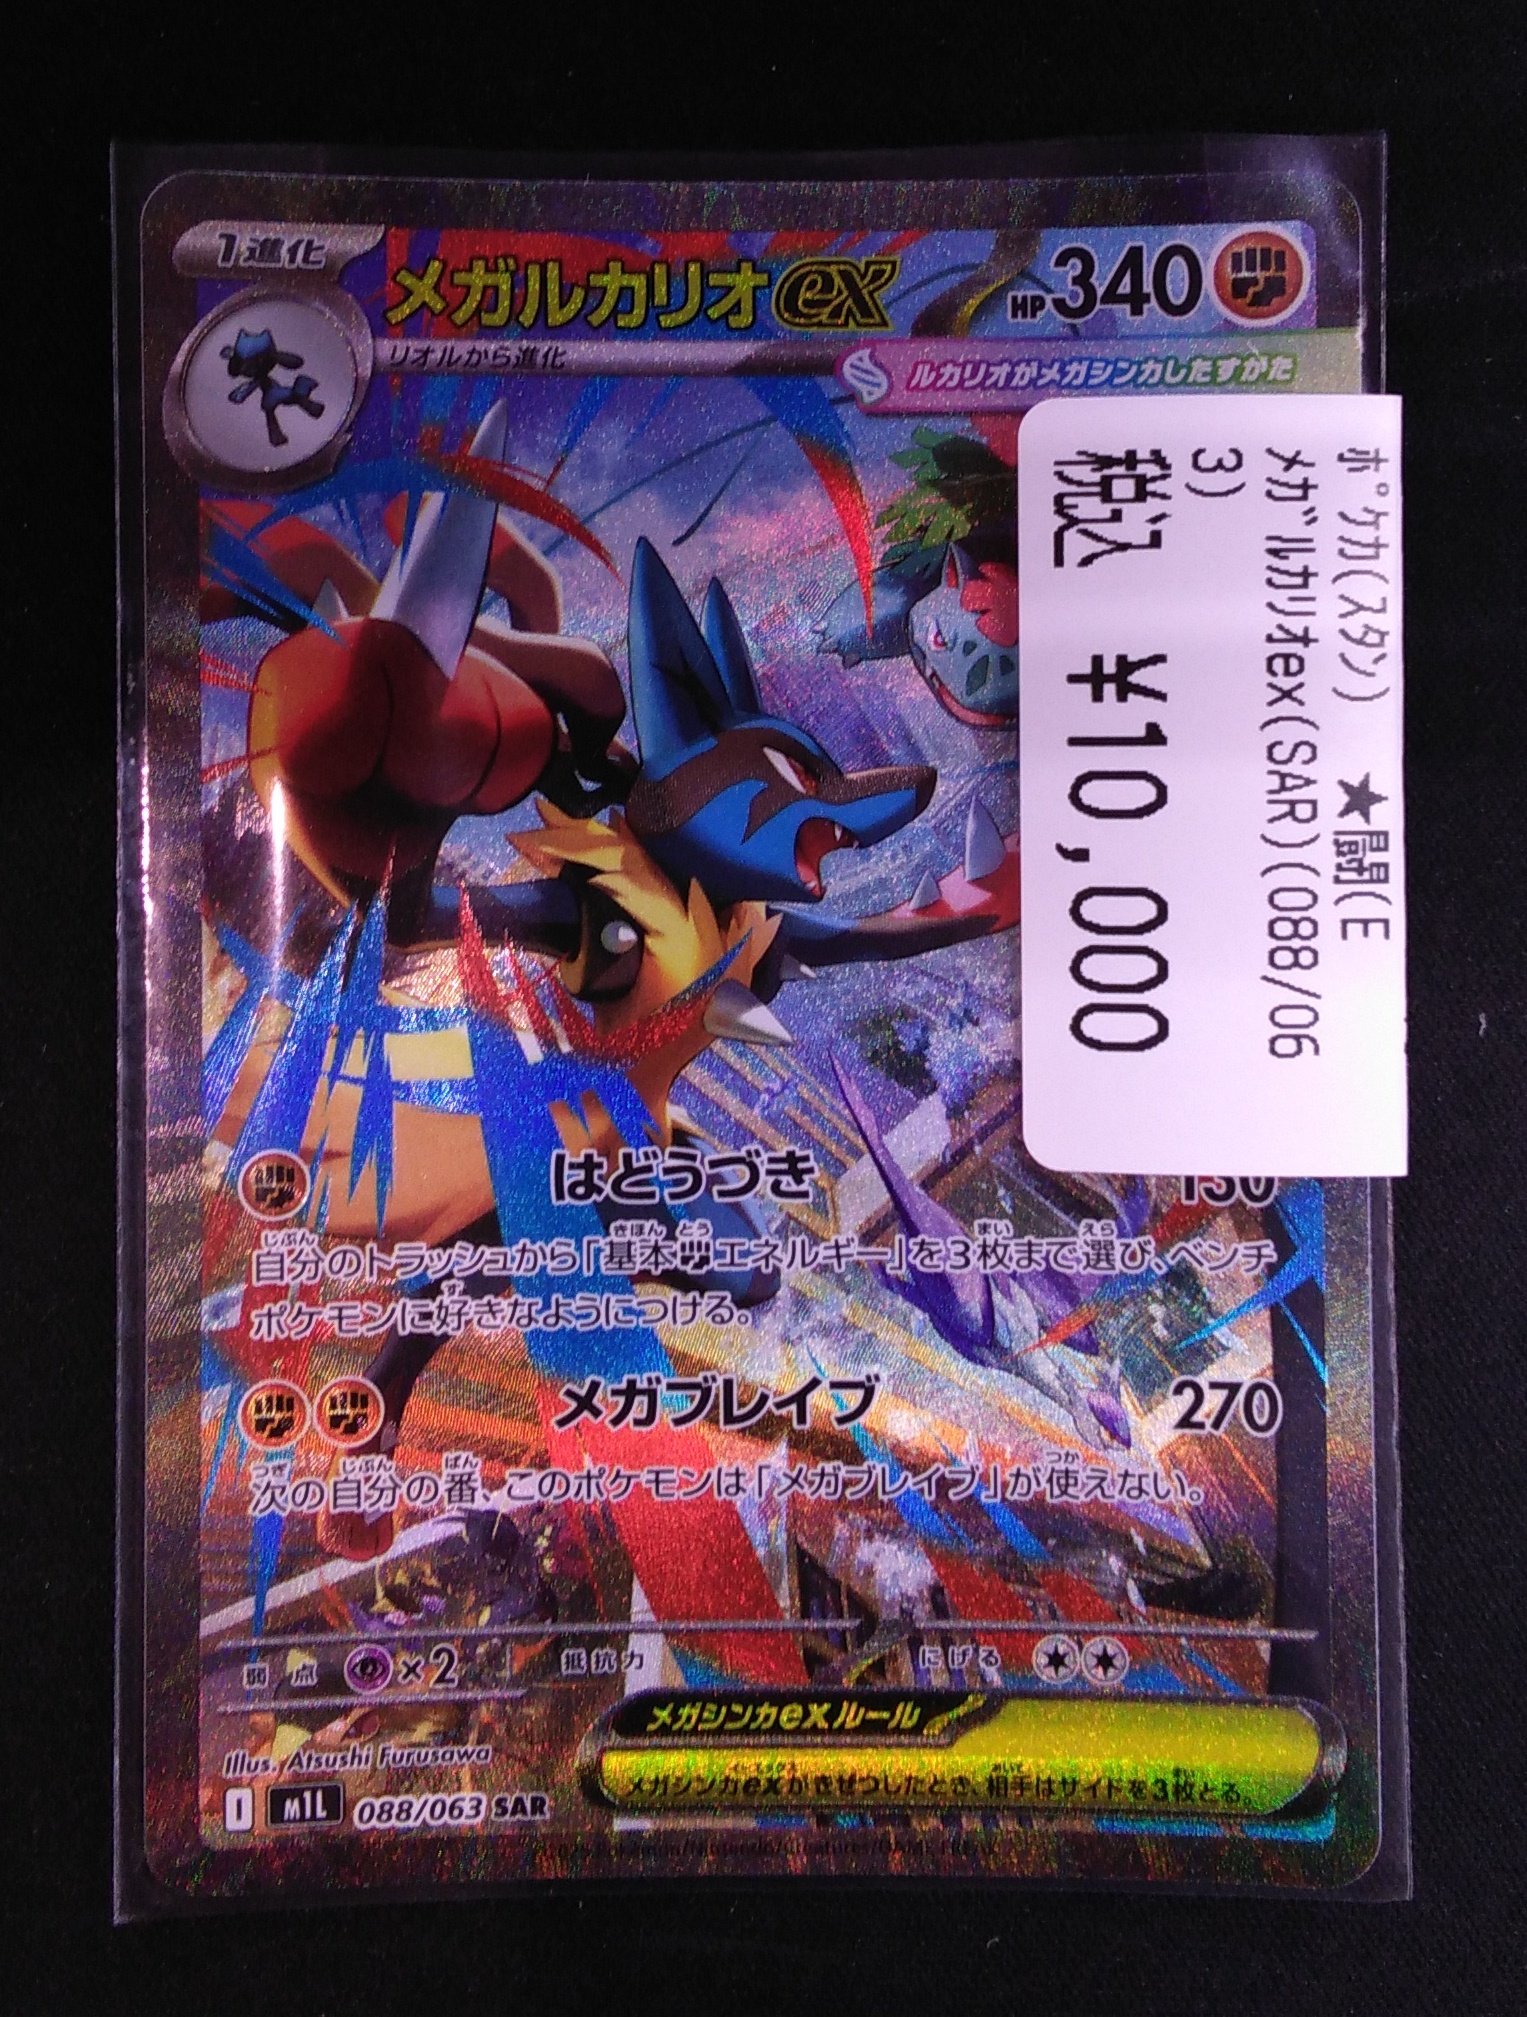 1進化
メガルカリオex
HP340
リオルから進化
ルカリオがメガシンカしたすがた
ポケカ(スタン) ★闘(E
メガルカリオex(SAR)(088/06
3)
税込 ¥10,000
はどうづき 130
自分のトラッシュから「基本エネルギー」を3枚まで選び、ベンチ
ポケモンに好きなようにつける。
メガブレイブ 270
次の自分の番、このポケモンは「メガブレイブ」が使えない。
弱点 ×2 抵抗力 にげる
メガシンカexルール
メガシンカexがきぜつしたとき、相手はサイドを3枚とる。
Illus. Atsushi Furusawa
I M1L 088/063 SAR